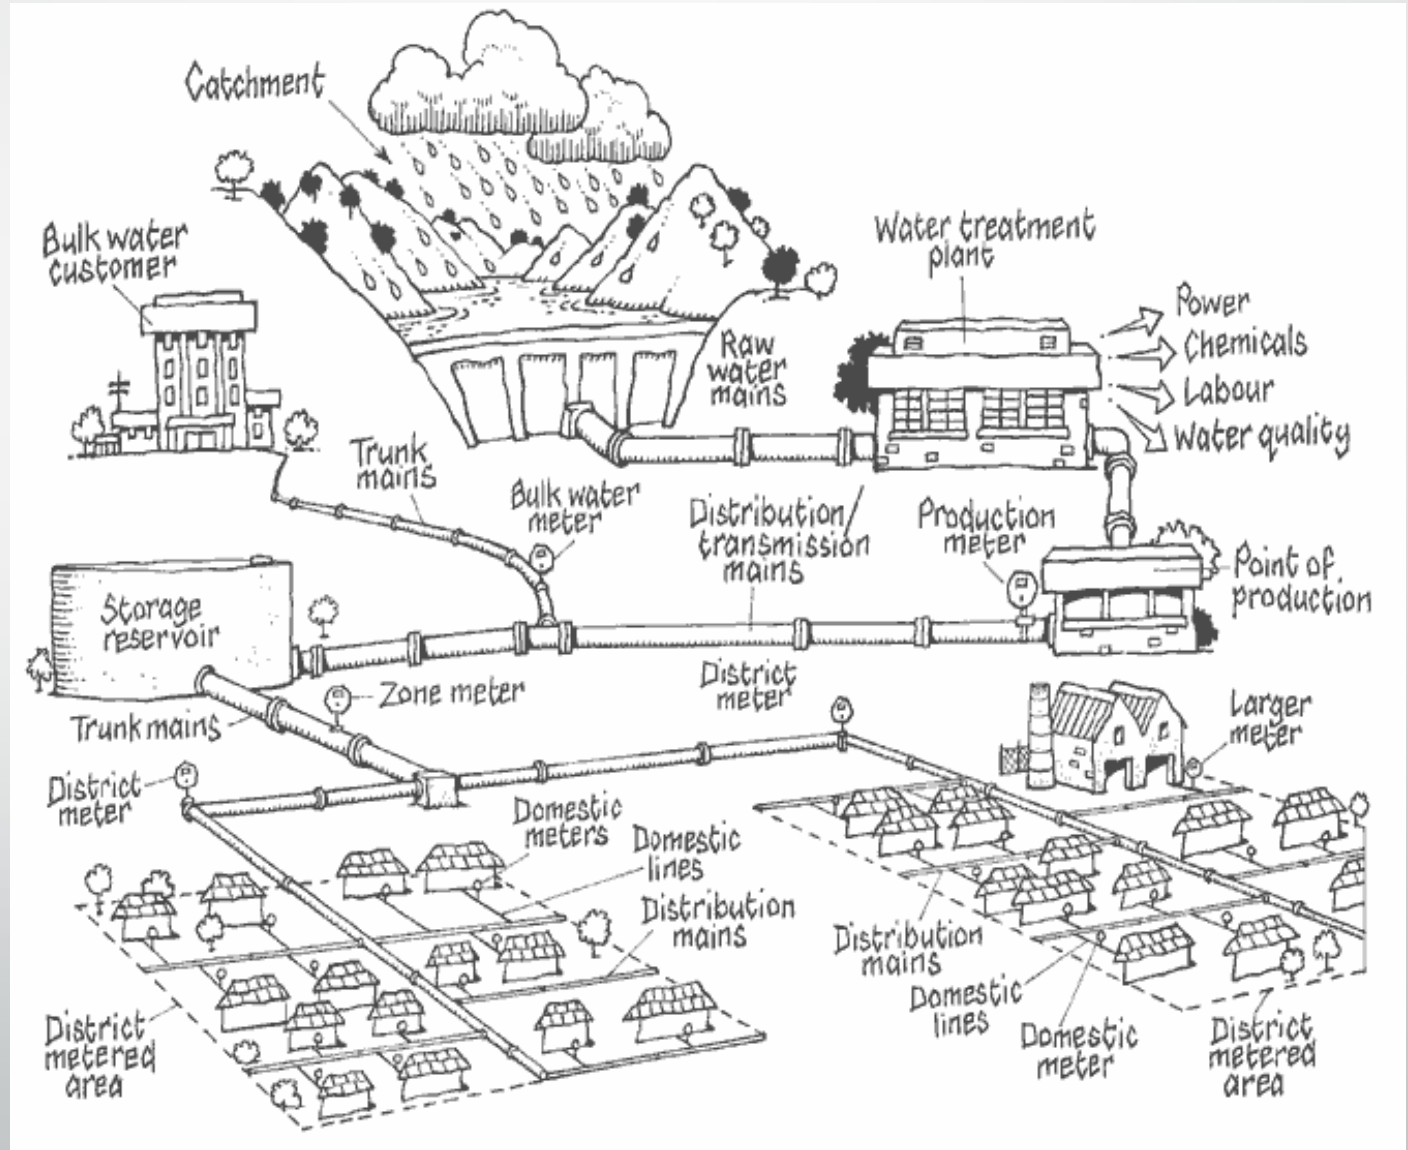 Catchment
Bulk water
customer
Water treatment
plant
Power
Chemicals
Labour
Water quality
Raw
water
mains
Trunk
mains
Bulk water
meter
Distribution
transmission
mains
Production
meter
Point of
production
Storage
reservoir
Zone meter
District
meter
Trunk mains
Larger
meter
District
meter
Domestic
meters
Domestic
lines
Distribution
mains
Distribution
mains
Domestic
lines
Domestic
meter
District
metered
area
District
metered
area